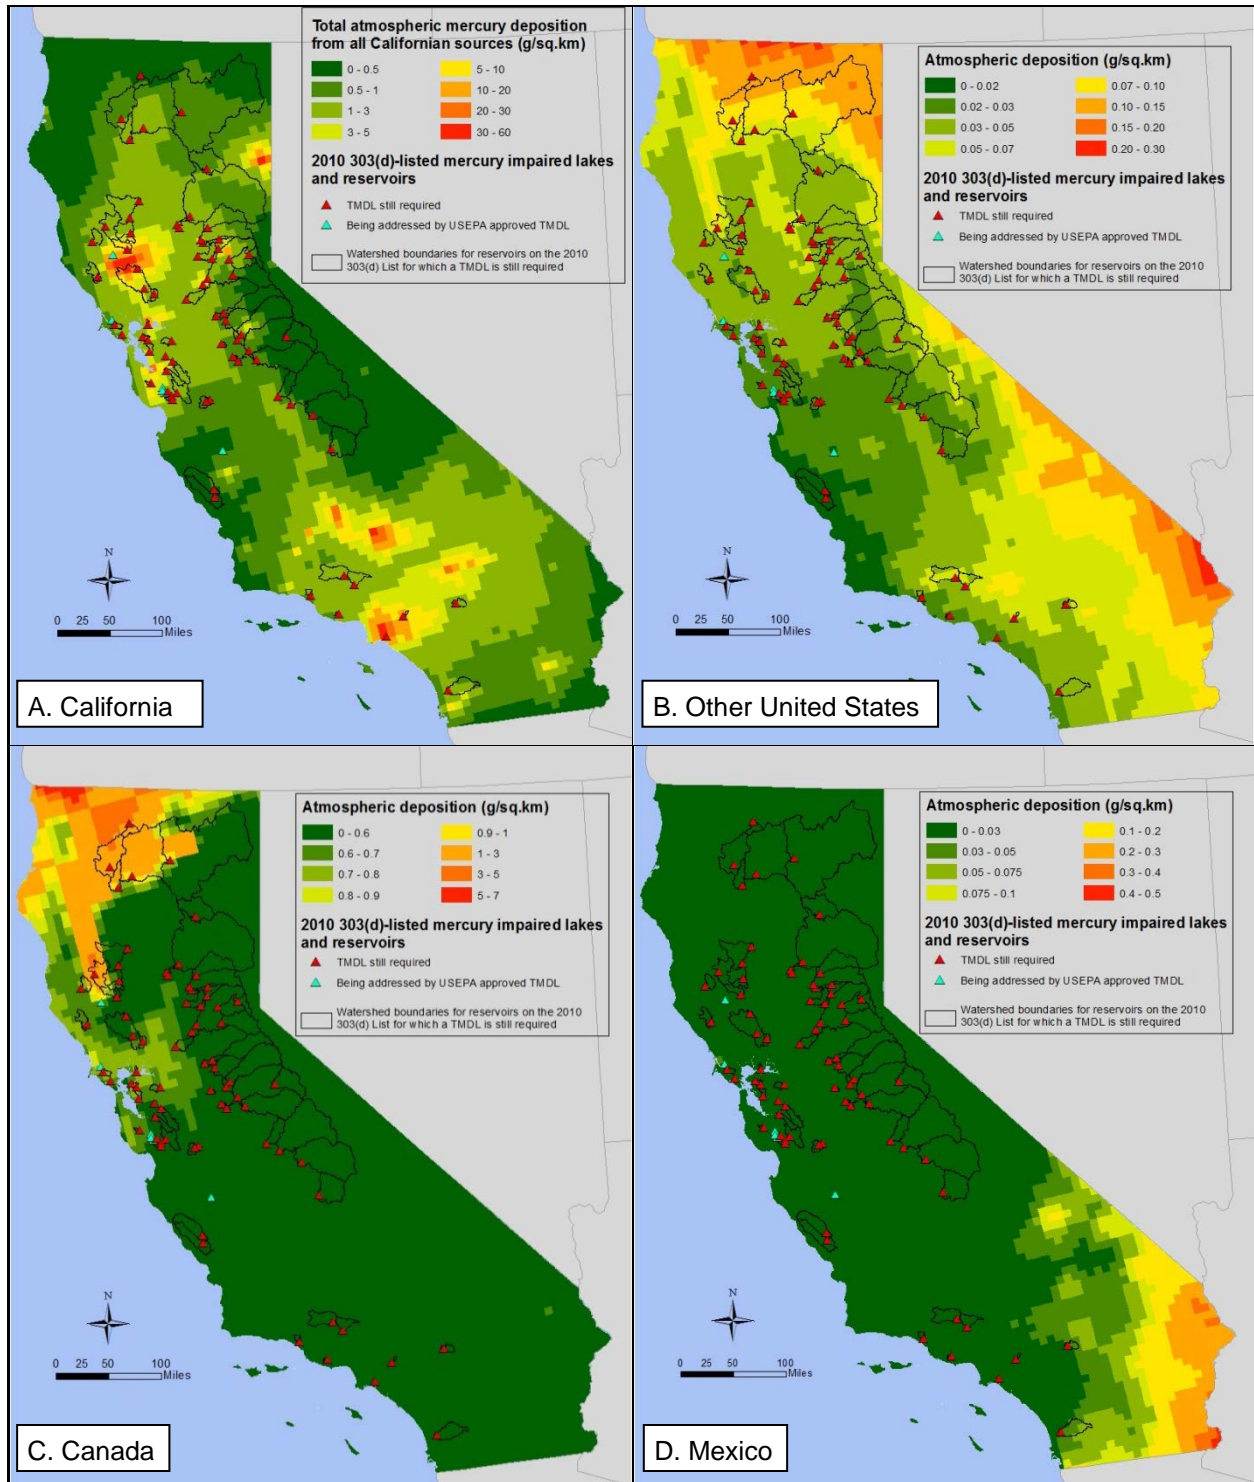 Total atmospheric mercury deposition
from all Californian sources (g/sq.km)
0 - 0.5
5 - 10
0.5 - 1
10 - 20
1 - 3
20 - 30
3 - 5
30 - 60
2010 303(d)-listed mercury impaired lakes
and reservoirs
TMDL still required
Being addressed by USEPA approved TMDL
Watershed boundaries for reservoirs on the 2010
303(d) List for which a TMDL is still required
N
0 25 50 100
Miles
A. California
Atmospheric deposition (g/sq.km)
0 - 0.02
0.07 - 0.10
0.02 - 0.03
0.10 - 0.15
0.03 - 0.05
0.15 - 0.20
0.05 - 0.07
0.20 - 0.30
2010 303(d)-listed mercury impaired lakes
and reservoirs
TMDL still required
Being addressed by USEPA approved TMDL
Watershed boundaries for reservoirs on the 2010
303(d) List for which a TMDL is still required
N
0 25 50 100
Miles
B. Other United States
Atmospheric deposition (g/sq.km)
0 - 0.6
0.9 - 1
0.6 - 0.7
1 - 3
0.7 - 0.8
3 - 5
0.8 - 0.9
5 - 7
2010 303(d)-listed mercury impaired lakes
and reservoirs
TMDL still required
Being addressed by USEPA approved TMDL
Watershed boundaries for reservoirs on the 2010
303(d) List for which a TMDL is still required
N
0 25 50 100
Miles
C. Canada
Atmospheric deposition (g/sq.km)
0 - 0.03
0.1 - 0.2
0.03 - 0.05
0.2 - 0.3
0.05 - 0.075
0.3 - 0.4
0.075 - 0.1
0.4 - 0.5
2010 303(d)-listed mercury impaired lakes
and reservoirs
TMDL still required
Being addressed by USEPA approved TMDL
Watershed boundaries for reservoirs on the 2010
303(d) List for which a TMDL is still required
N
0 25 50 100
Miles
D. Mexico